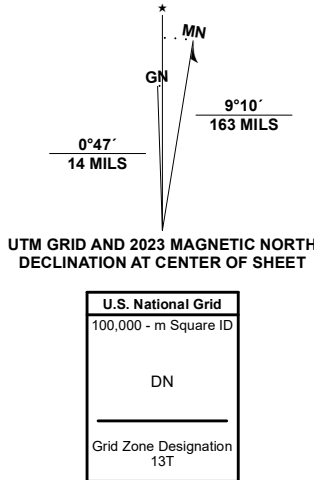 ★
MN
GN
9°10´
163 MILS
0°47´
14 MILS
UTM GRID AND 2023 MAGNETIC NORTH
DECLINATION AT CENTER OF SHEET
U.S. National Grid
100,000 - m Square ID
DN
Grid Zone Designation
13T